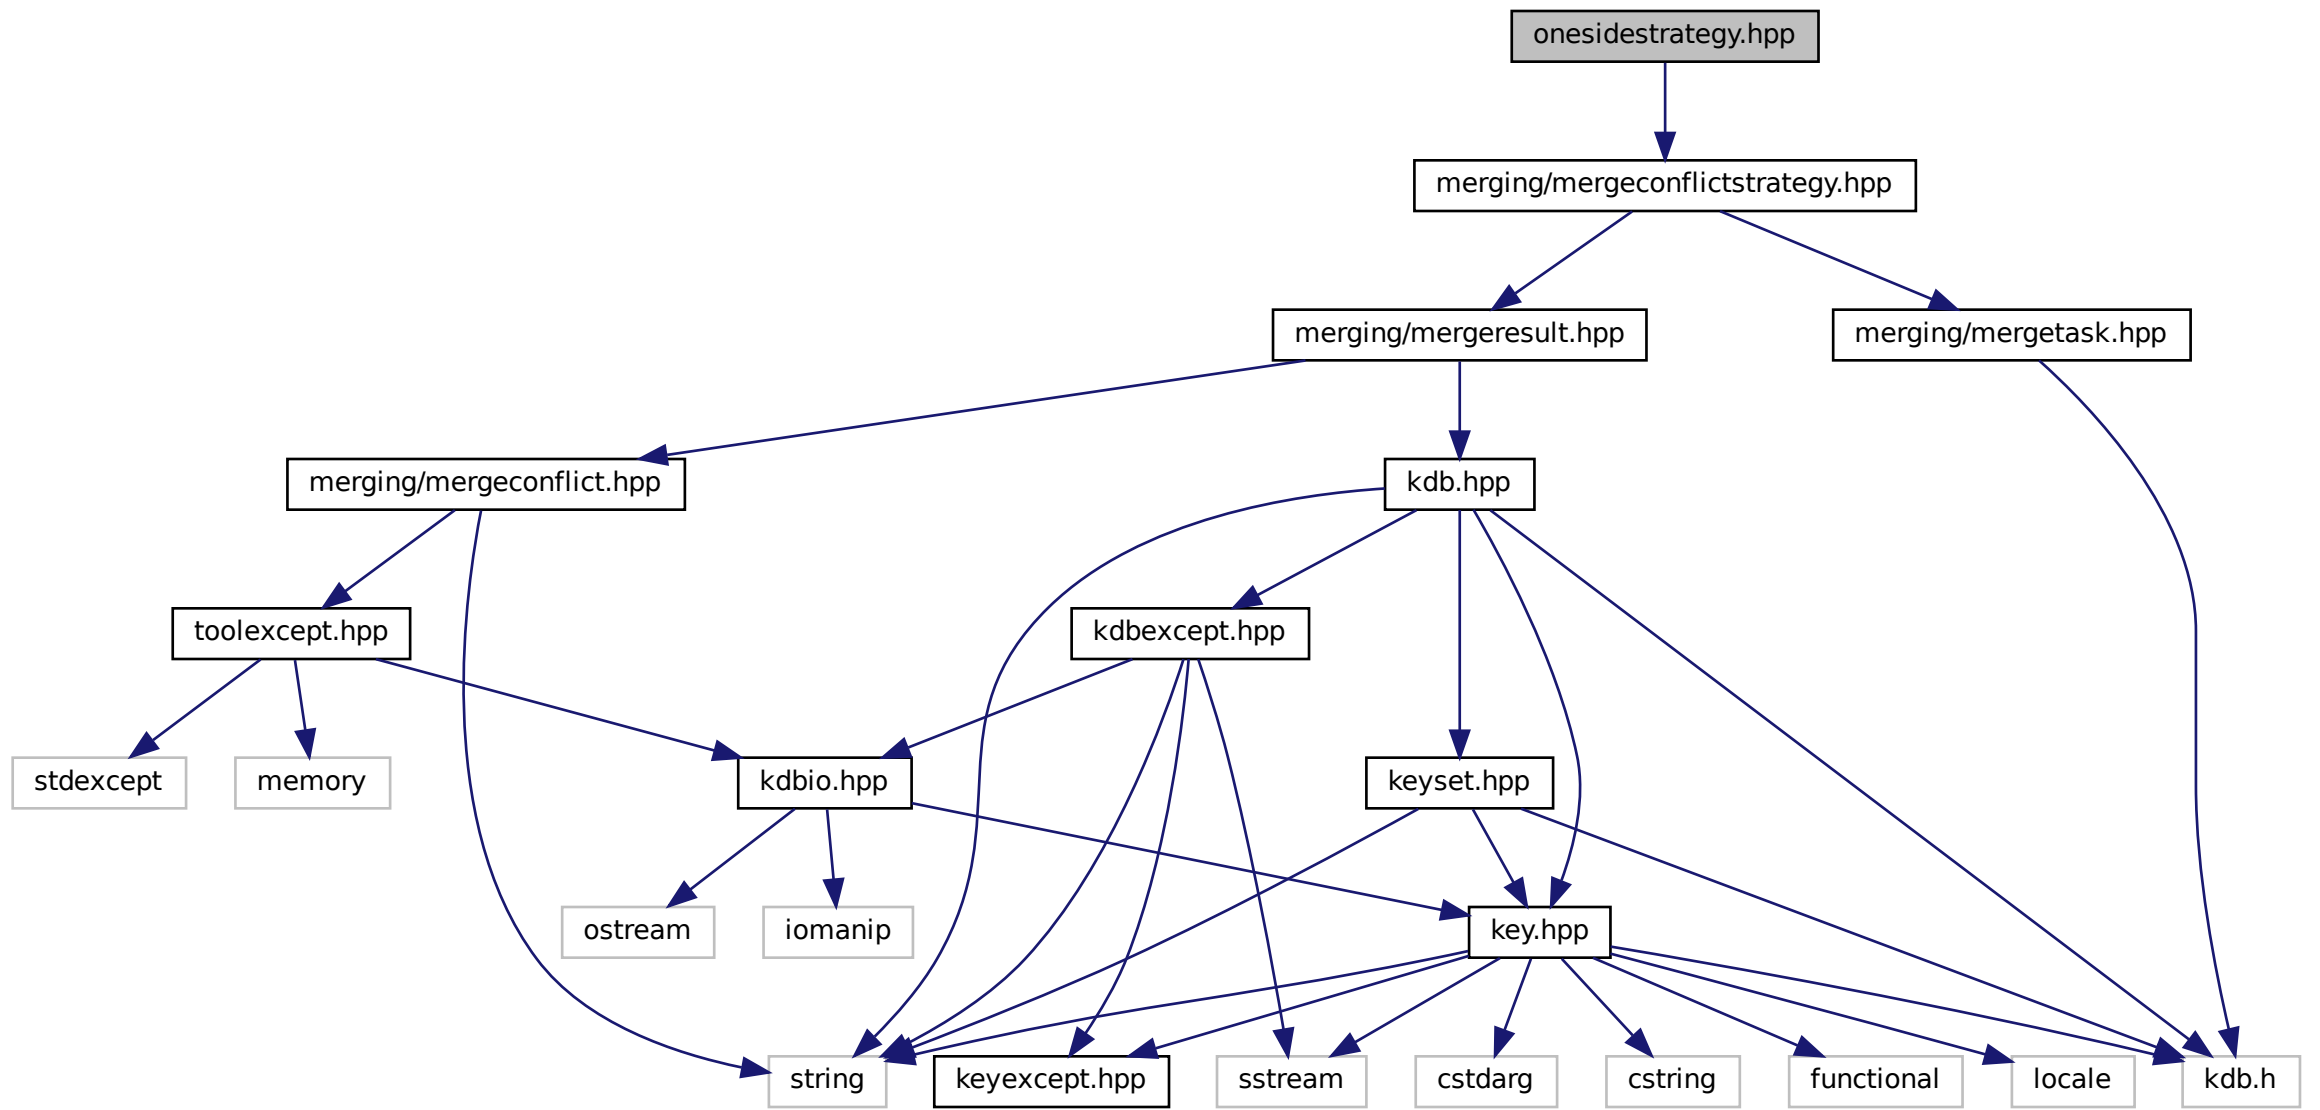 onesidestrategy.hpp
merging/mergeconflictstrategy.hpp
merging/mergeresult.hpp
merging/mergetask.hpp
merging/mergeconflict.hpp
kdb.hpp
toolexcept.hpp
kdbexcept.hpp
stdexcept
memory
kdbio.hpp
keyset.hpp
ostream
iomanip
key.hpp
string
keyexcept.hpp
sstream
cstdarg
cstring
functional
locale
kdb.h